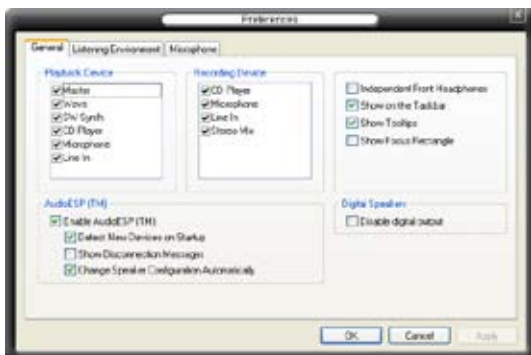 Preferences
General
Listening Environment
Microphone
Playback Device
Master
Wave
SW Synth
CD Player
Microphone
Line In
Recording Device
CD Player
Microphone
Line In
Stereo Mix
Independent Front Headphones
Show on the Taskbar
Show Tooltips
Show Focus Rectangle
AudioESP (TM)
Enable AudioESP (TM)
Detect New Devices on Startup
Show Disconnection Messages
Change Speaker Configuration Automatically
Digital Speakers
Disable digital output
OK
Cancel
Apply